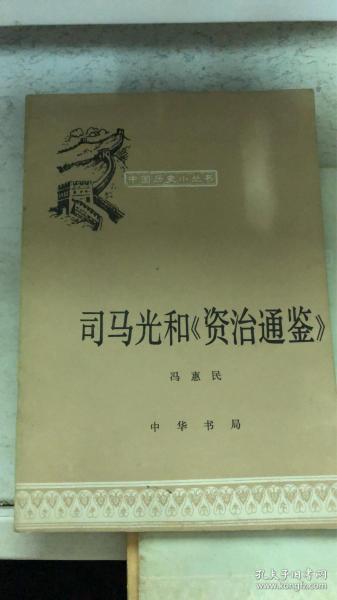 中国历史小丛书
司马光和《资治通鉴》
冯惠民
中华书局
孔夫子旧书网